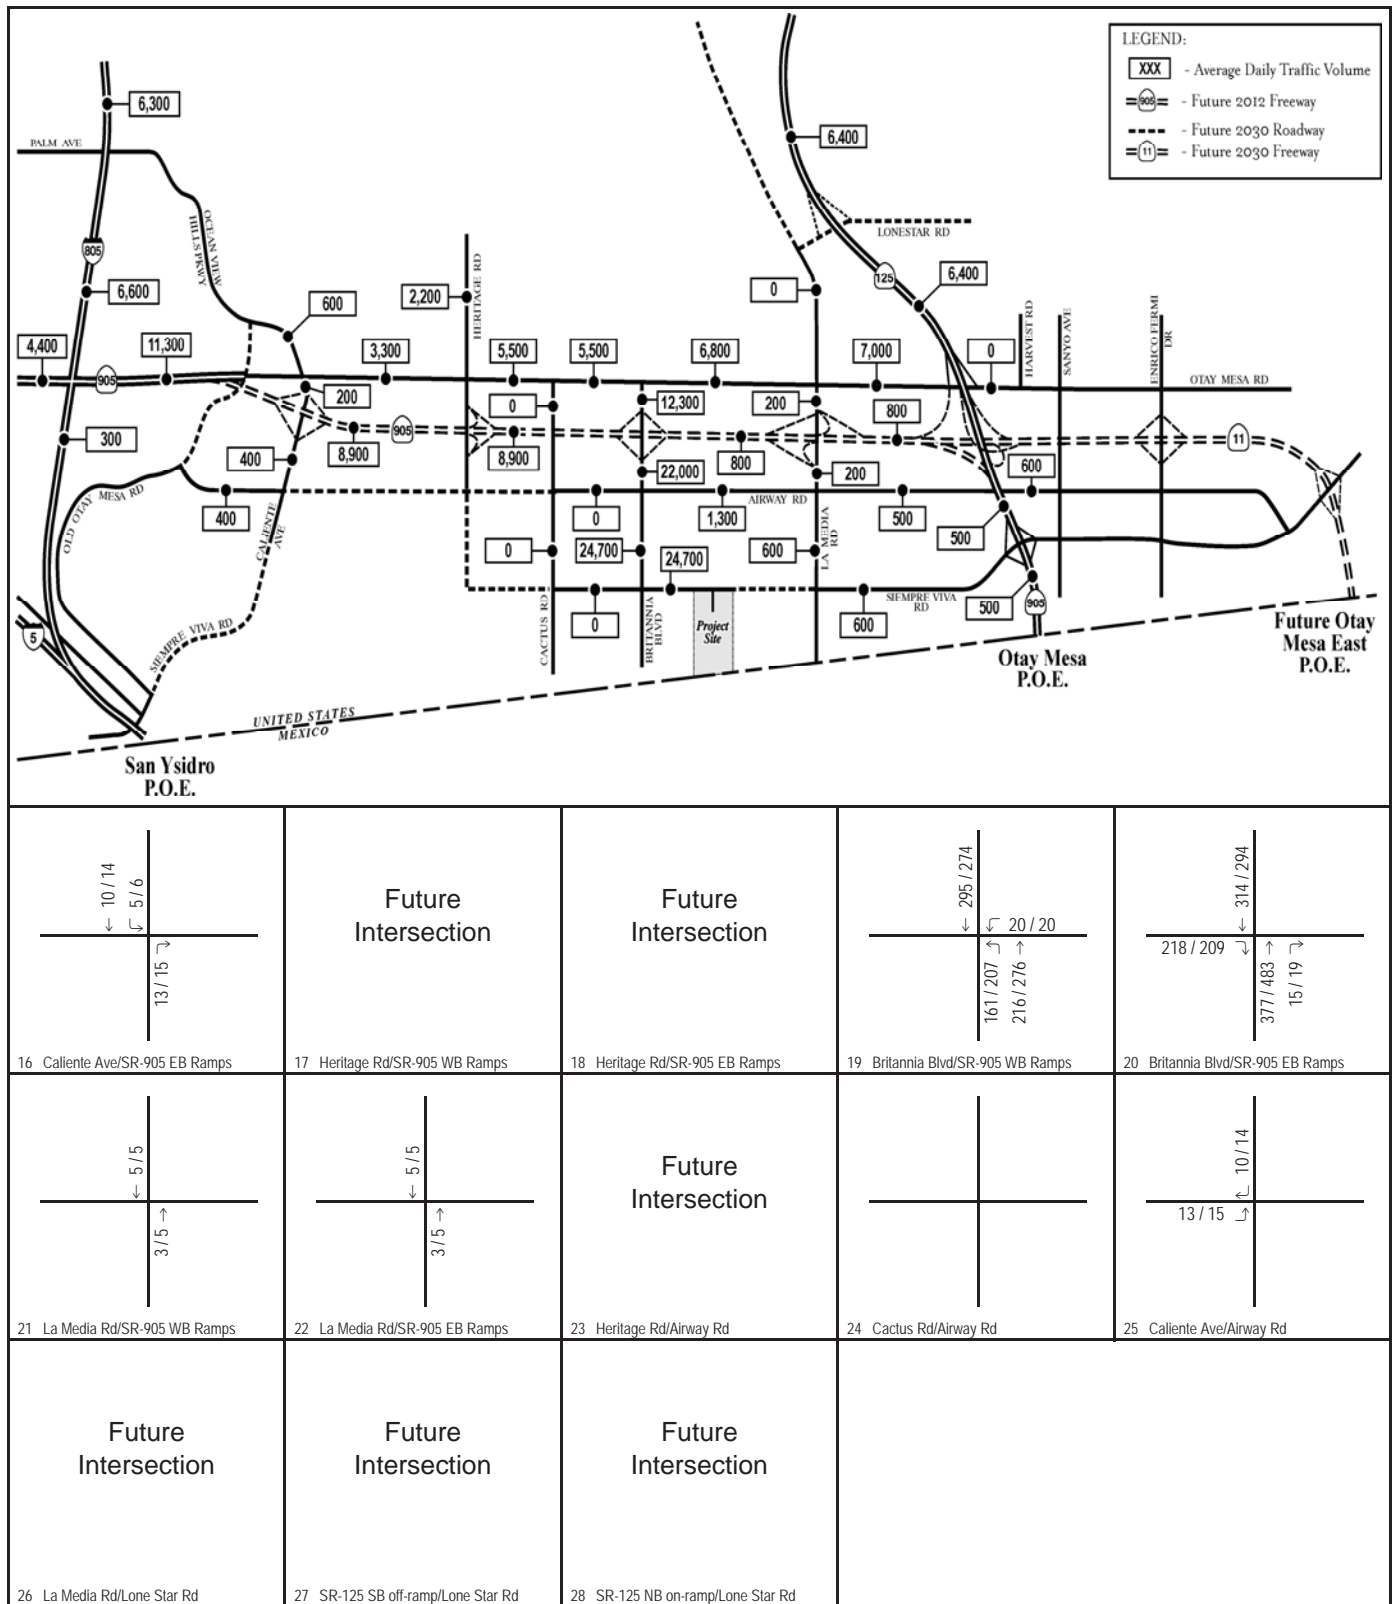 LEGEND:
XXX - Average Daily Traffic Volume
905 - Future 2012 Freeway
- Future 2030 Roadway
11 - Future 2030 Freeway
6,300
PALM AVE
6,400
OCEAN VIEW
HILLS PKWY
LONESTAR RD
805
HERITAGE RD
125
6,400
6,600
600
2,200
0
HARVEST RD
SANYO AVE
ENRICO FERMI
DR
4,400
11,300
3,300
5,500
5,500
6,800
7,000
0
905
OTAY MESA RD
200
0
12,300
200
800
300
905
11
400
8,900
8,900
800
22,000
200
600
OLD OTAY MESA RD
AIRWAY RD
400
CALIENTE
AVE
0
1,300
500
LA MEDIA
RD
0
24,700
24,700
600
500
SIEMPRE VIVA
RD
500
905
5
SIEMPRE VIVA RD
CACTUS RD
0
BRITANNIA
BLVD
Project
Site
600
Future Otay
Mesa East
P.O.E.
Otay Mesa
P.O.E.
UNITED STATES
MEXICO
San Ysidro
P.O.E.
10 / 14
5 / 6
13 / 15
16 Caliente Ave/SR-905 EB Ramps
Future
Intersection
17 Heritage Rd/SR-905 WB Ramps
Future
Intersection
18 Heritage Rd/SR-905 EB Ramps
295 / 274
20 / 20
161 / 207
216 / 276
19 Britannia Blvd/SR-905 WB Ramps
314 / 294
218 / 209
377 / 483
15 / 19
20 Britannia Blvd/SR-905 EB Ramps
5 / 5
3 / 5
21 La Media Rd/SR-905 WB Ramps
5 / 5
3 / 5
22 La Media Rd/SR-905 EB Ramps
Future
Intersection
23 Heritage Rd/Airway Rd
24 Cactus Rd/Airway Rd
10 / 14
13 / 15
25 Caliente Ave/Airway Rd
Future
Intersection
26 La Media Rd/Lone Star Rd
Future
Intersection
27 SR-125 SB off-ramp/Lone Star Rd
Future
Intersection
28 SR-125 NB on-ramp/Lone Star Rd